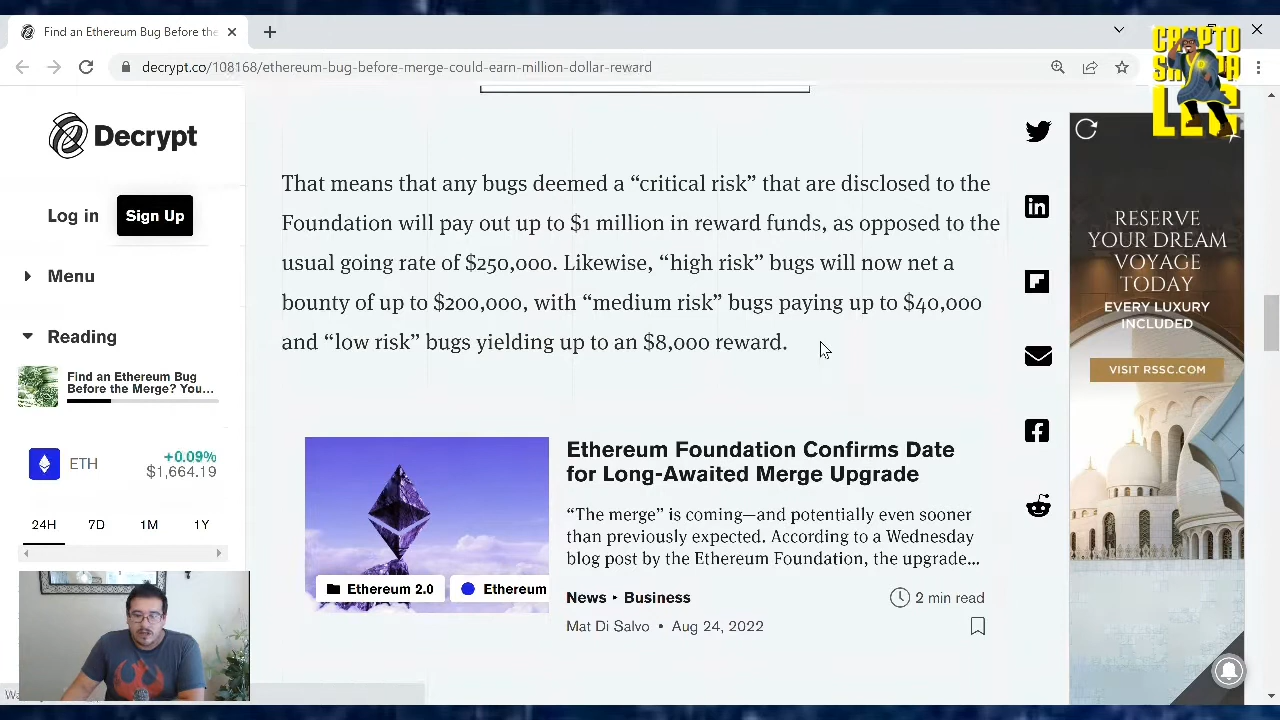 Find an Ethereum Bug Before the
decrypt.co/108168/ethereum-bug-before-merge-cou
earn-million-dollar-reward
CRYPTO
LEO
Decrypt
Log in
Sign Up
Menu
Reading
Find an Ethereum Bug
Before the Merge? You...
ETH
+0.09%
$1,664.19
24H 7D 1M 1Y
That means that any bugs deemed a “critical risk” that are disclosed to the
Foundation will pay out up to $1 million in reward funds, as opposed to the
usual going rate of $250,000. Likewise, “high risk” bugs will now net a
bounty of up to $200,000, with “medium risk” bugs paying up to $40,000
and “low risk” bugs yielding up to an $8,000 reward.
Ethereum 2.0
Ethereum
Ethereum Foundation Confirms Date
for Long-Awaited Merge Upgrade
“The merge” is coming—and potentially even sooner
than previously expected. According to a Wednesday
blog post by the Ethereum Foundation, the upgrade...
News ‣ Business
2 min read
Mat Di Salvo • Aug 24, 2022
RESERVE
YOUR DREAM
VOYAGE
TODAY
EVERY LUXURY
INCLUDED
VISIT RSSC.COM